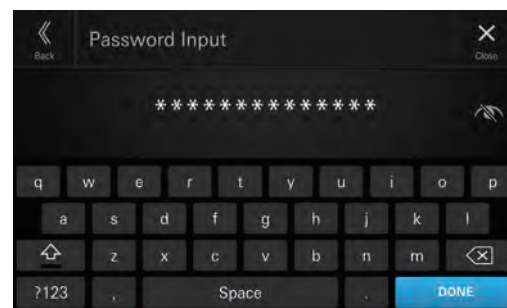 Back Password Input Close
**************
q w e r t y u i o p
a s d f g h j k l
z x c v b n m
?123 , Space . DONE